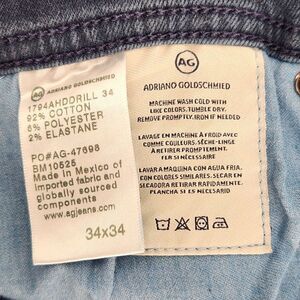 AG
ADRIANO GOLDSCHMIED
1794AHDDRILL 34
92% COTTON
6% POLYESTER
2% ELASTANE
PO#AG-47698
BM10525
Made in Mexico of
imported fabric and
globally sourced
components
www.agjeans.com
34x34
AG
ADRIANO GOLDSCHMIED
MACHINE WASH COLD WITH
LIKE COLORS. TUMBLE DRY.
REMOVE PROMPTLY. IRON IF NEEDED
LAVAGE EN MACHINE À FROID AVEC
COMME COULEURS. SÈCHE-LINGE
À RETIRER PROMPTEMENT.
FER SI NÉCESSAIRE
LAVAR A MAQUINA CON AGUA FRIA.
CON COLORES SIMILARES. SECAR EN
SECADORA RETIRAR RAPIDAMENTE.
PLANCHA SI ES NECESARIO